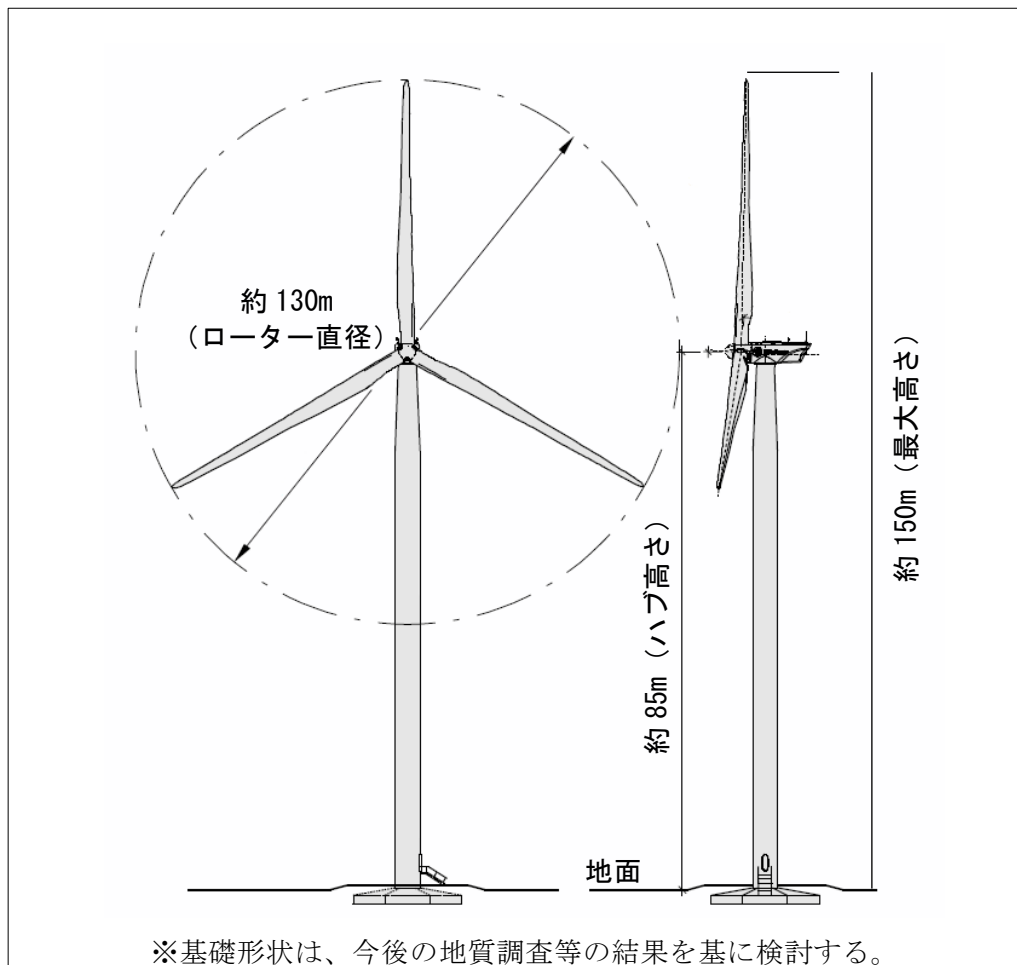 約 130m
（ローター直径）
約 85m（ハブ高さ）
約 150m（最大高さ）
地面
※基礎形状は、今後の地質調査等の結果を基に検討する。